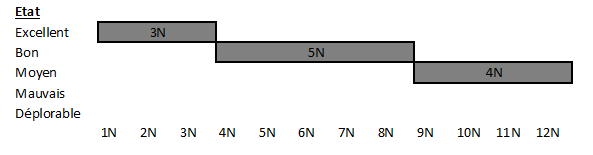 Etat
Excellent 3N
Bon 5N
Moyen 4N
Mauvais
Déplorable
1N 2N 3N 4N 5N 6N 7N 8N 9N 10N 11N 12N